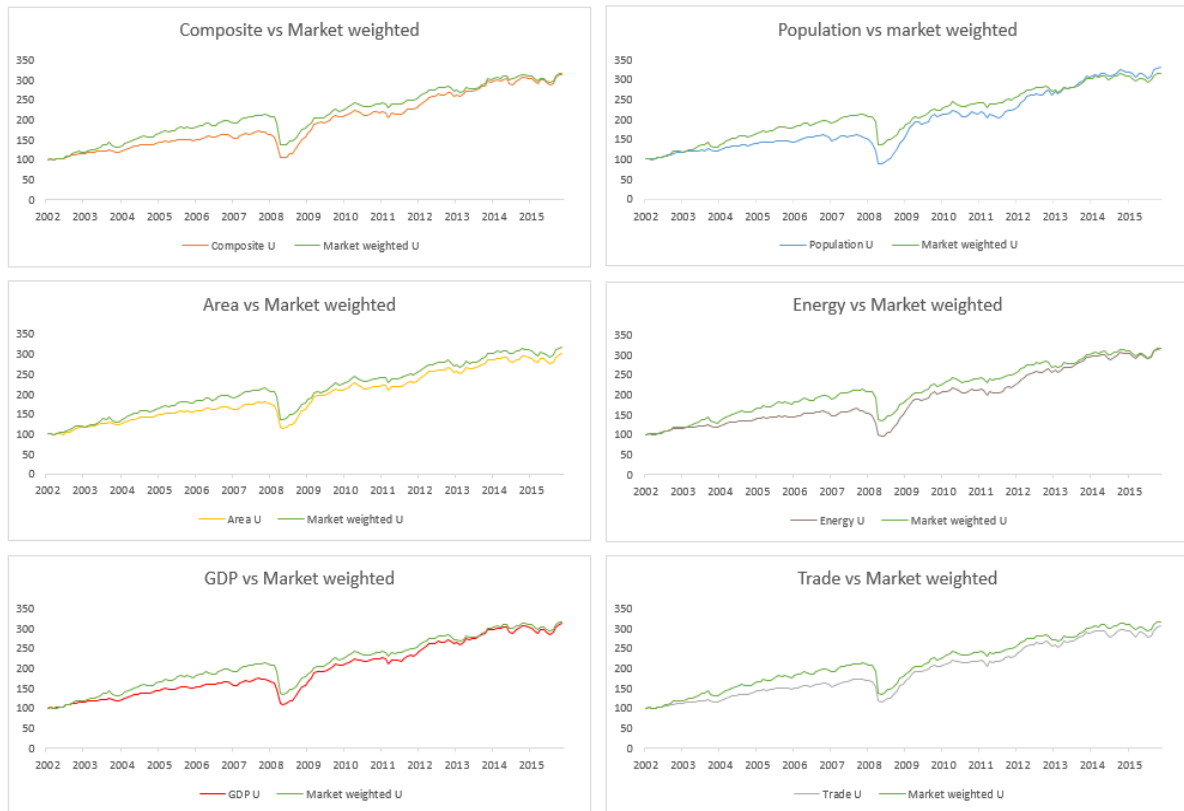 Composite vs Market weighted
350
300
250
200
150
100
50
0
2002 2003 2004 2005 2006 2007 2008 2009 2010 2011 2012 2013 2014 2015
Composite U Market weighted U
Population vs market weighted
350
300
250
200
150
100
50
0
2002 2003 2004 2005 2006 2007 2008 2009 2010 2011 2012 2013 2014 2015
Population U Market weighted U
Area vs Market weighted
350
300
250
200
150
100
50
0
2002 2003 2004 2005 2006 2007 2008 2009 2010 2011 2012 2013 2014 2015
Area U Market weighted U
Energy vs Market weighted
350
300
250
200
150
100
50
0
2002 2003 2004 2005 2006 2007 2008 2009 2010 2011 2012 2013 2014 2015
Energy U Market weighted U
GDP vs Market weighted
350
300
250
200
150
100
50
0
2002 2003 2004 2005 2006 2007 2008 2009 2010 2011 2012 2013 2014 2015
GDP U Market weighted U
Trade vs Market weighted
350
300
250
200
150
100
50
0
2002 2003 2004 2005 2006 2007 2008 2009 2010 2011 2012 2013 2014 2015
Trade U Market weighted U